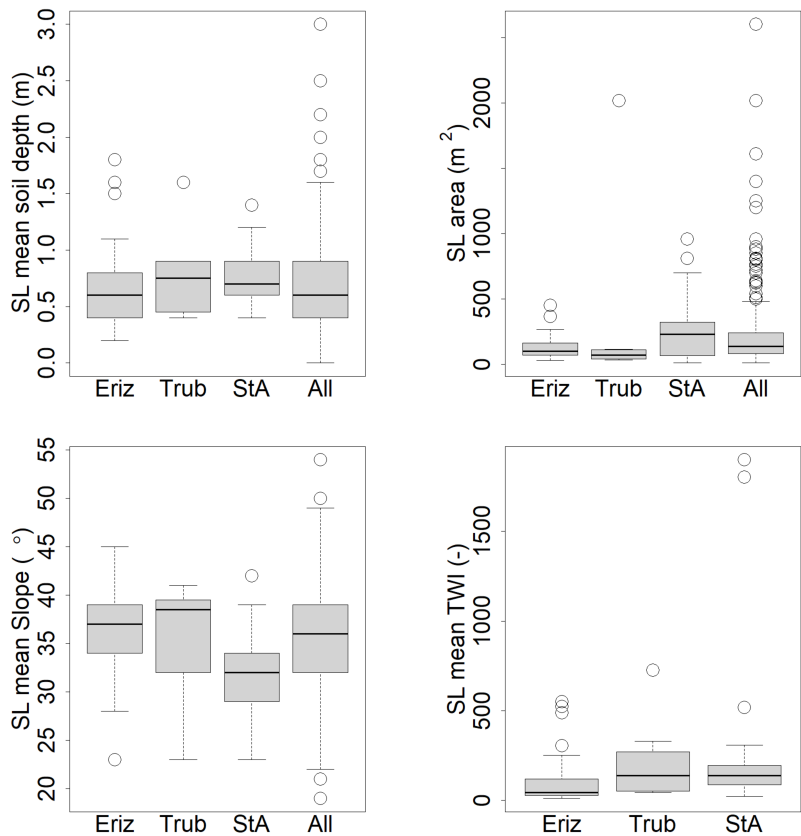 SL mean soil depth (m)
0.0 0.5 1.0 1.5 2.0 2.5 3.0
Eriz Trub StA All
SL area (m 2)
0 500 1000 2000
Eriz Trub StA All
SL mean Slope ( °)
20 25 30 35 40 45 50 55
Eriz Trub StA All
SL mean TWI (-)
0 500 1000 1500
Eriz Trub StA